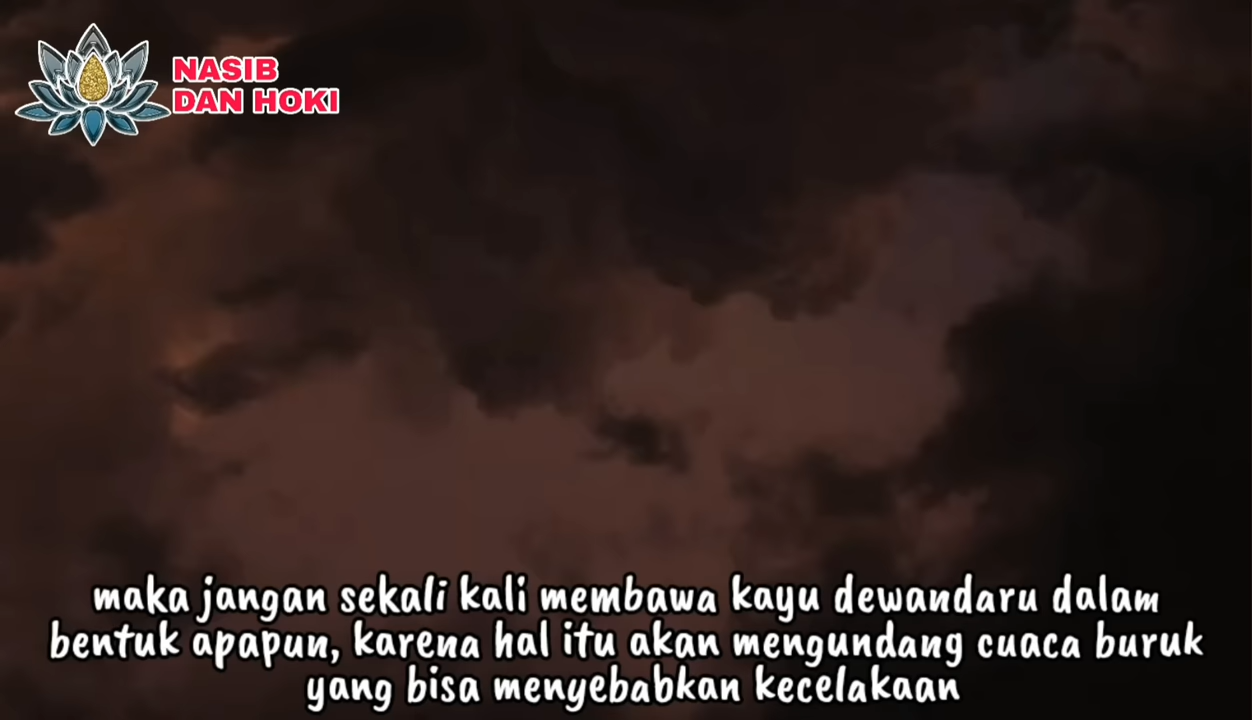 NASIB
DAN HOKI
maka jangan sekali kali membawa kayu dewandaru dalam
bentuk apapun, karena hal itu akan mengundang cuaca buruk
yang bisa menyebabkan kecelakaan